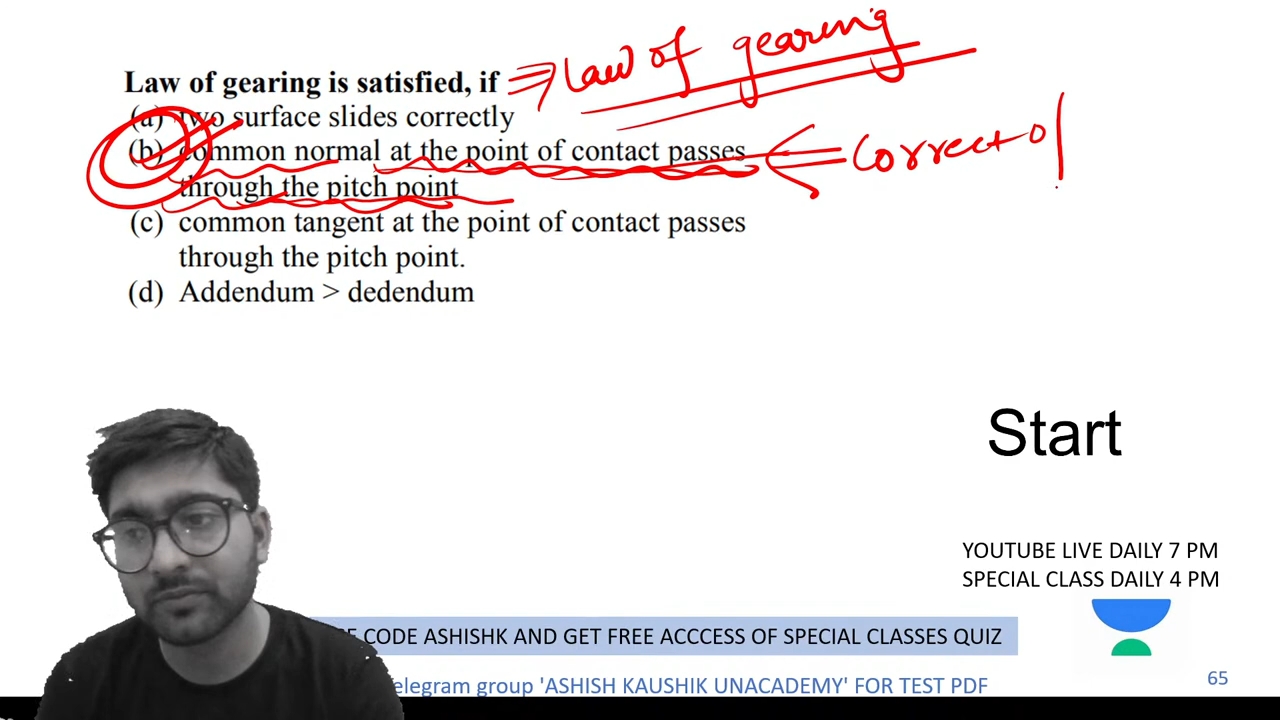 Law of gearing is satisfied, if ⇒ Law of gearing
(a) two surface slides correctly
(b) common normal at the point of contact passes
through the pitch point
correct o
(c) common tangent at the point of contact passes
through the pitch point.
(d) Addendum > dedendum
Start
YOUTUBE LIVE DAILY 7 PM
SPECIAL CLASS DAILY 4 PM
CODE ASHISHK AND GET FREE ACCCESS OF SPECIAL CLASSES QUIZ
elegram group 'ASHISH KAUSHIK UNACADEMY' FOR TEST PDF
65